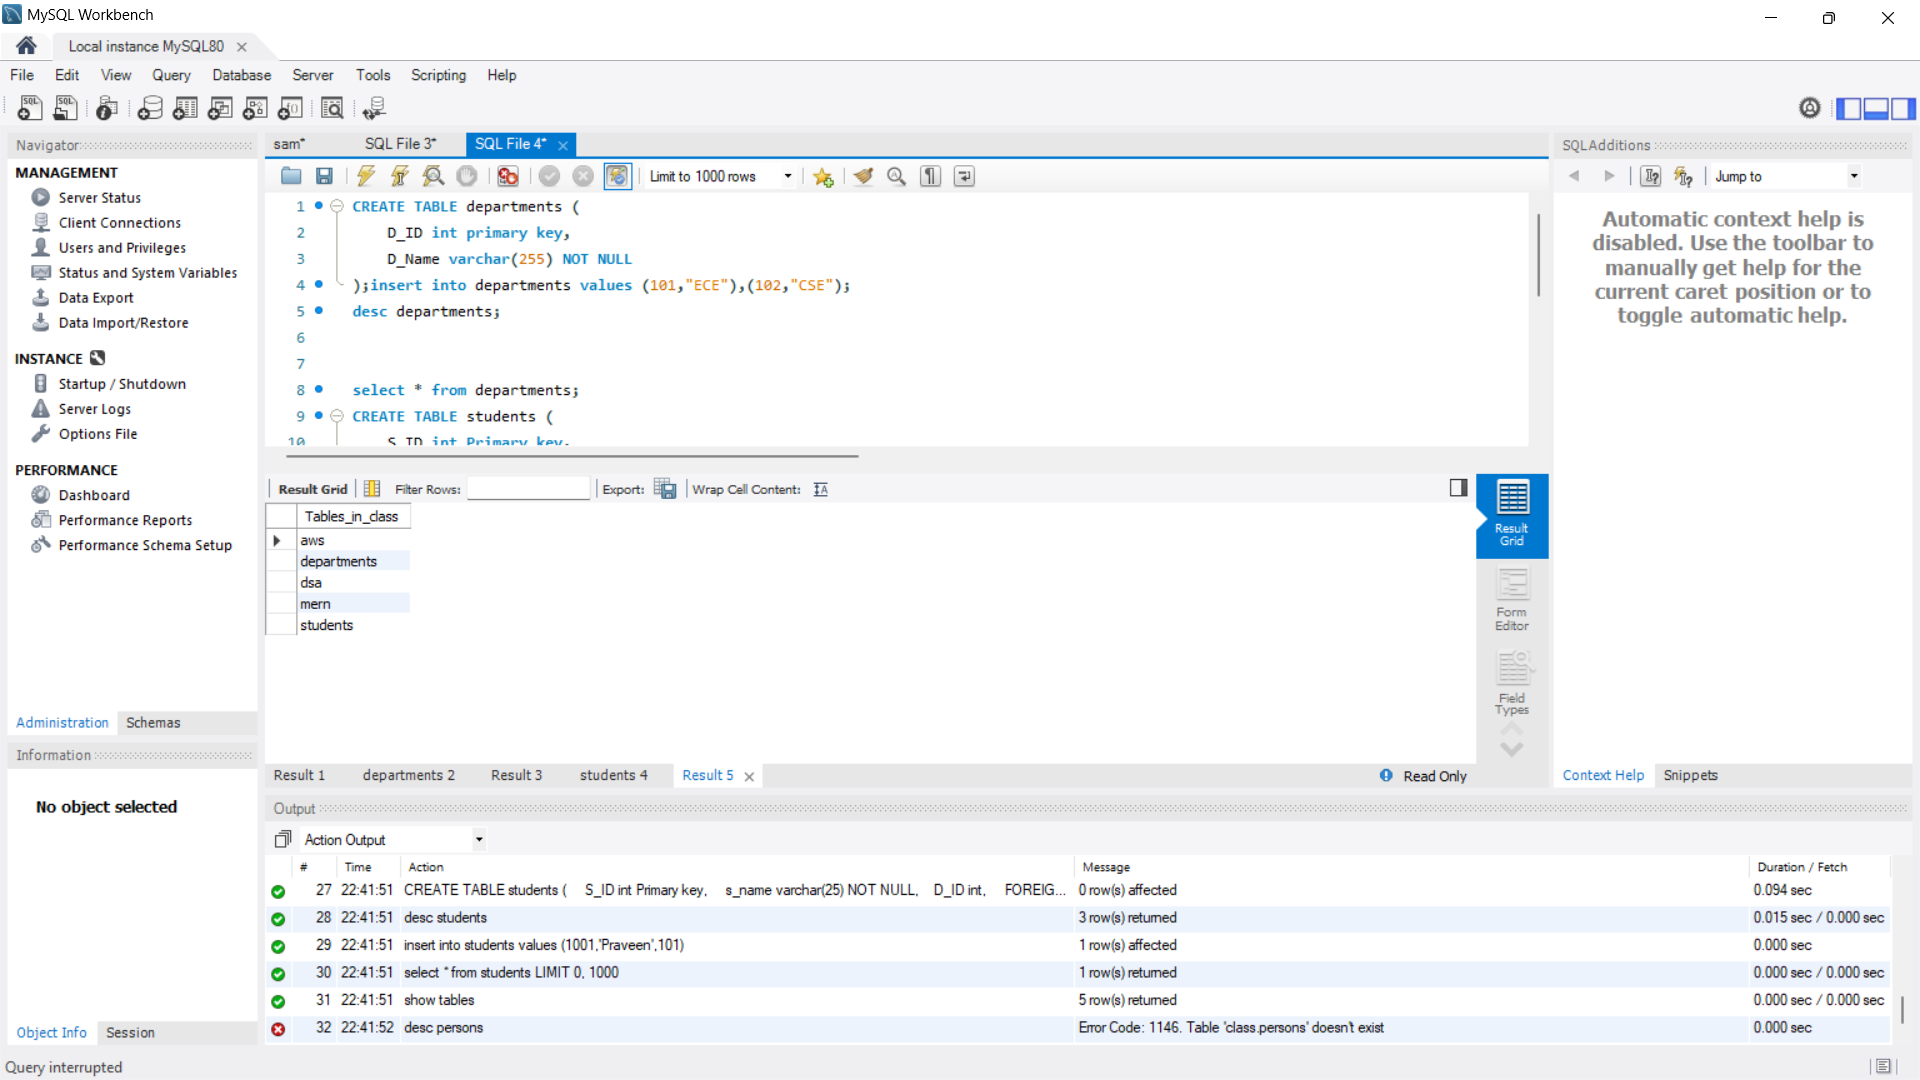 MySQL Workbench
Local instance MySQL80
File Edit View Query Database Server Tools Scripting Help
Navigator
MANAGEMENT
Server Status
Client Connections
Users and Privileges
Status and System Variables
Data Export
Data Import/Restore
INSTANCE
Startup / Shutdown
Server Logs
Options File
PERFORMANCE
Dashboard
Performance Reports
Performance Schema Setup
Administration Schemas
Information
No object selected
Object Info Session
Query interrupted
sam* SQL File 3* SQL File 4*
Limit to 1000 rows
1 CREATE TABLE departments (
2 D_ID int primary key,
3 D_Name varchar(255) NOT NULL
4 );insert into departments values (101,"ECE"),(102,"CSE");
5 desc departments;
6
7
8 select * from departments;
9 CREATE TABLE students (
10 S_ID int Primary key,
Result Grid Filter Rows: Export: Wrap Cell Content:
Tables_in_class
aws
departments
dsa
mern
students
Result Grid
Form Editor
Field Types
Result 1 departments 2 Result 3 students 4 Result 5 Read Only
SQLAdditions
Jump to
Automatic context help is
disabled. Use the toolbar to
manually get help for the
current caret position or to
toggle automatic help.
Context Help Snippets
Output
Action Output
# Time Action Message Duration / Fetch
27 22:41:51 CREATE TABLE students ( S_ID int Primary key, s_name varchar(25) NOT NULL, D_ID int, FOREIG... 0 row(s) affected 0.094 sec
28 22:41:51 desc students 3 row(s) returned 0.015 sec / 0.000 sec
29 22:41:51 insert into students values (1001,'Praveen',101) 1 row(s) affected 0.000 sec
30 22:41:51 select * from students LIMIT 0, 1000 1 row(s) returned 0.000 sec / 0.000 sec
31 22:41:51 show tables 5 row(s) returned 0.000 sec / 0.000 sec
32 22:41:52 desc persons Error Code: 1146. Table 'class.persons' doesn't exist 0.000 sec